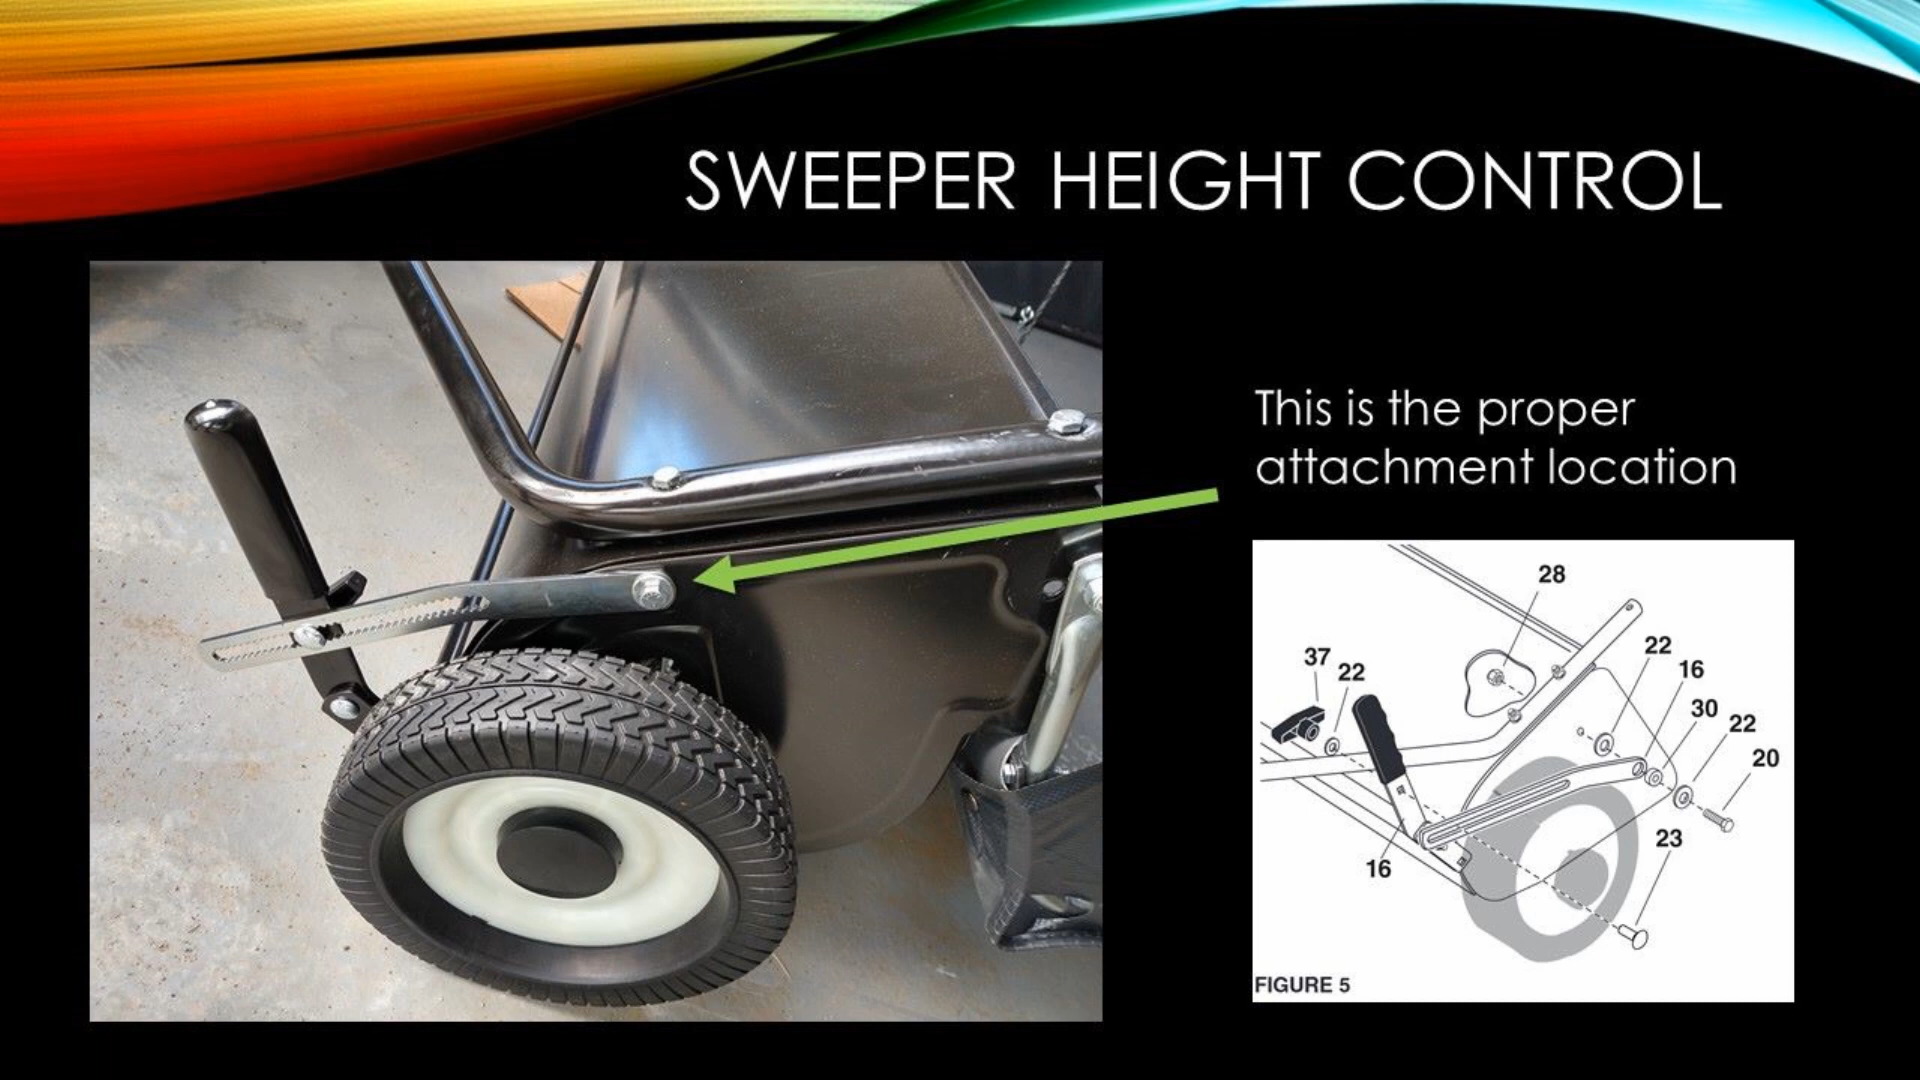 SWEEPER HEIGHT CONTROL
This is the proper
attachment location
28
22
37
22
16
30
22
20
23
16
FIGURE 5